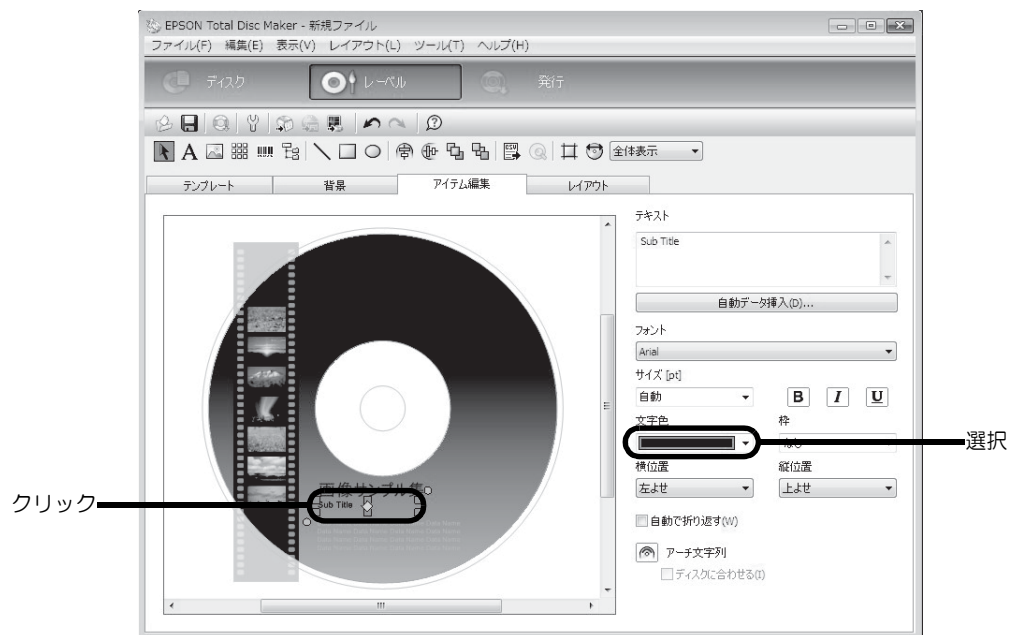 EPSON Total Disc Maker - 新規ファイル
ファイル(F) 編集(E) 表示(V) レイアウト(L) ツール(T) ヘルプ(H)
ディスク レーベル 発行
全体表示
テンプレート 背景 アイテム編集 レイアウト
テキスト
Sub Title
自動データ挿入(D)...
フォント
Arial
サイズ [pt]
自動 B I U
文字色 枠
選択
横位置 縦位置
左よせ 上よせ
画像サンプル集
クリック
Sub Title
自動で折り返す(W)
アーチ文字列
ディスクに合わせる(I)